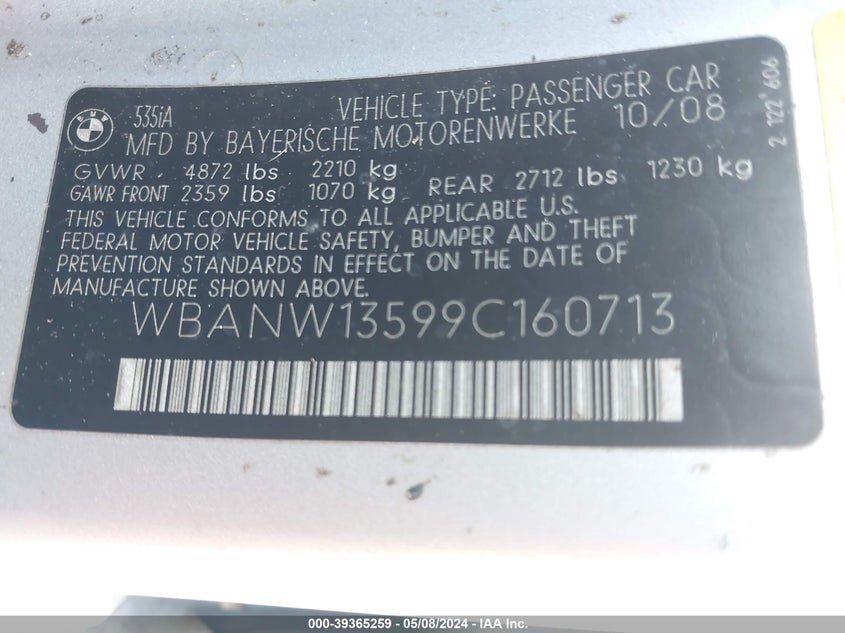 BMW
535iA
VEHICLE TYPE: PASSENGER CAR
MFD BY BAYERISCHE MOTORENWERKE 10/08
GVWR 4872 lbs 2210 kg
GAWR FRONT 2359 lbs 1070 kg REAR 2712 lbs 1230 kg
THIS VEHICLE CONFORMS TO ALL APPLICABLE U.S.
FEDERAL MOTOR VEHICLE SAFETY, BUMPER AND THEFT
PREVENTION STANDARDS IN EFFECT ON THE DATE OF
MANUFACTURE SHOWN ABOVE.
WBANW13599C160713
2 122 606
000-39365259 - 05/08/2024 - IAA Inc.